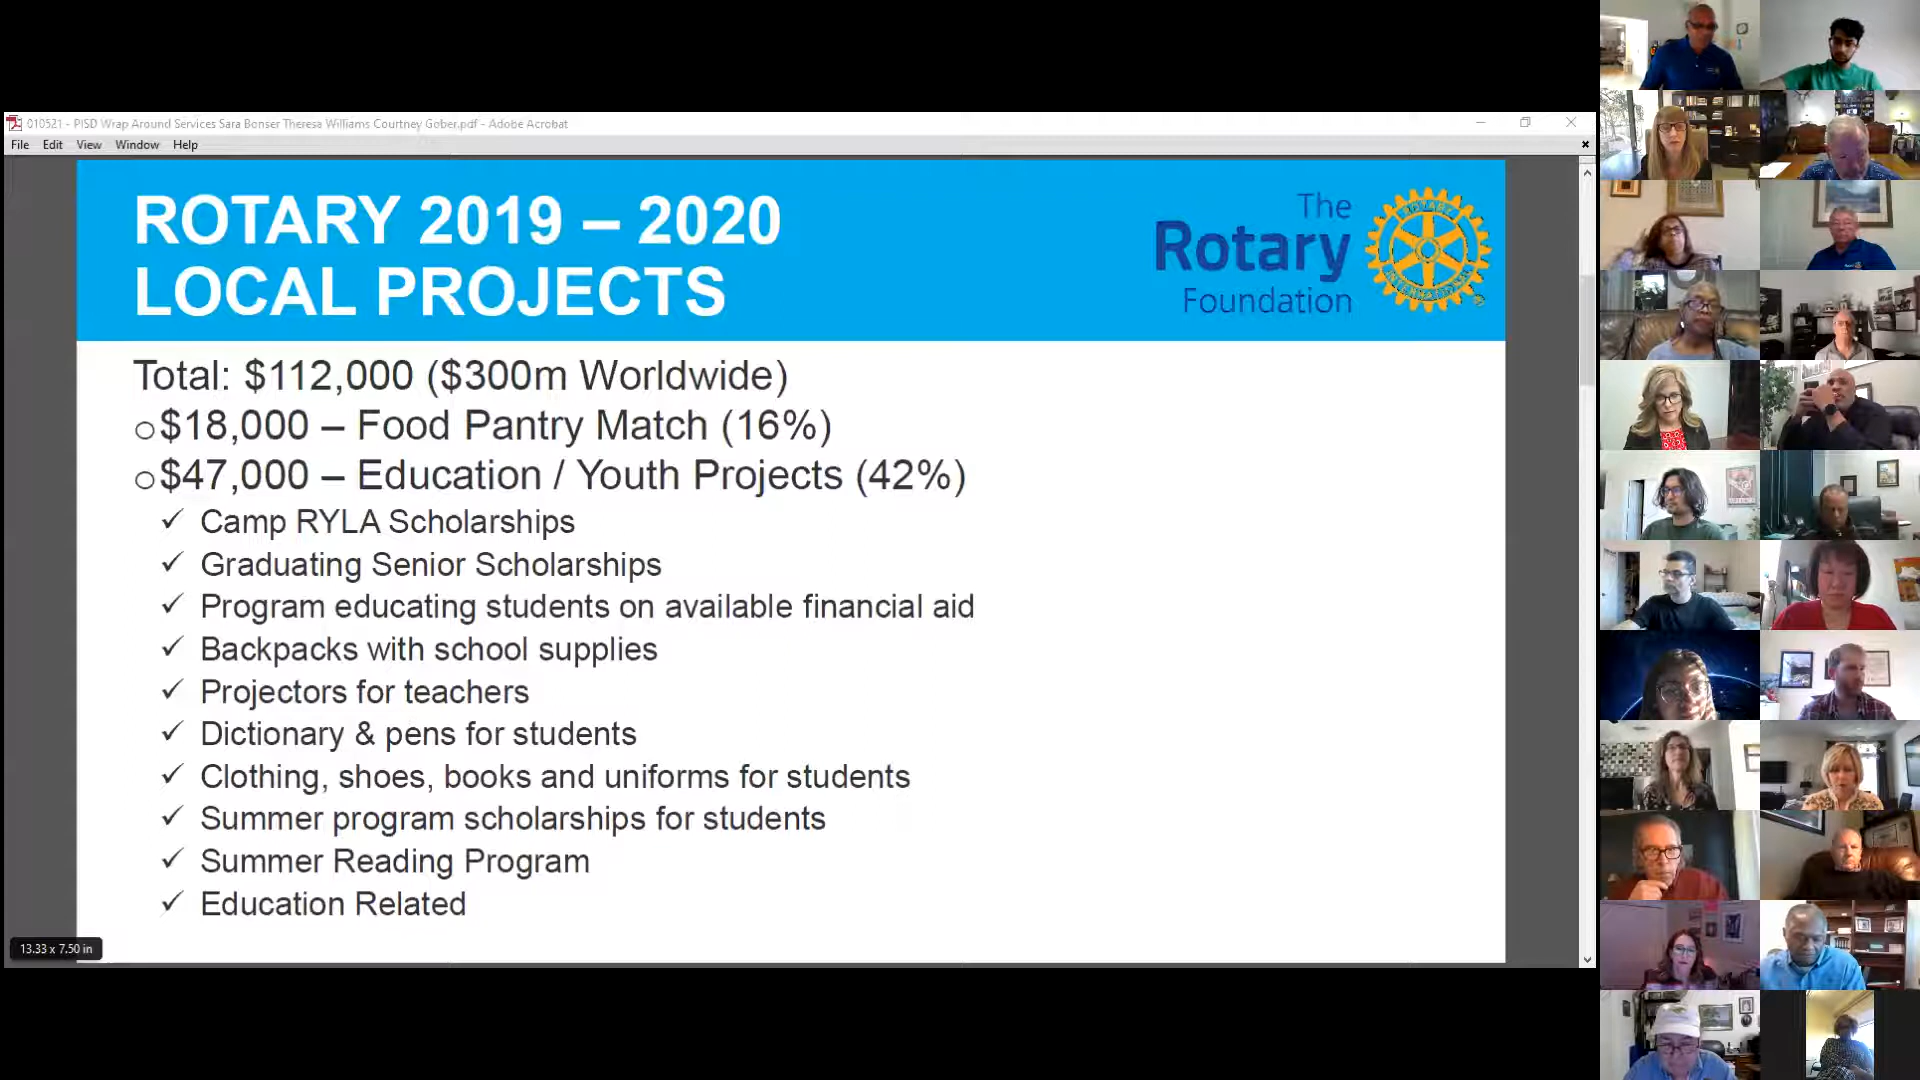 010521 - PISD Wrap Around Services Sara Bonser Theresa Williams Courtney Gober.pdf - Adobe Acrobat
File Edit View Window Help
ROTARY 2019 – 2020
LOCAL PROJECTS
The
Rotary
Foundation
ROTARY
INTERNATIONAL
Total: $112,000 ($300m Worldwide)
$18,000 – Food Pantry Match (16%)
$47,000 – Education / Youth Projects (42%)
Camp RYLA Scholarships
Graduating Senior Scholarships
Program educating students on available financial aid
Backpacks with school supplies
Projectors for teachers
Dictionary & pens for students
Clothing, shoes, books and uniforms for students
Summer program scholarships for students
Summer Reading Program
Education Related
13.33 x 7.50 in